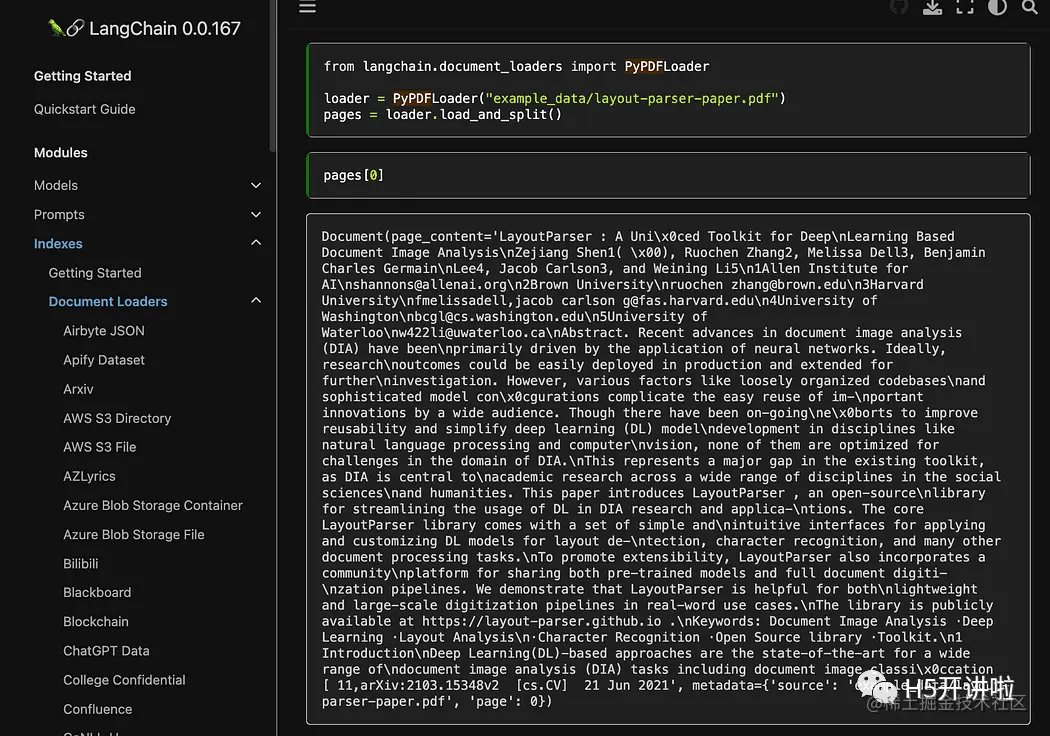 LangChain 0.0.167
Getting Started
Quickstart Guide
Modules
Models
Prompts
Indexes
Getting Started
Document Loaders
Airbyte JSON
Apify Dataset
Arxiv
AWS S3 Directory
AWS S3 File
AZLyrics
Azure Blob Storage Container
Azure Blob Storage File
Bilibili
Blackboard
Blockchain
ChatGPT Data
College Confidential
Confluence
from langchain.document_loaders import PyPDFLoader
loader = PyPDFLoader("example_data/layout-parser-paper.pdf")
pages = loader.load_and_split()
pages[0]
Document(page_content='LayoutParser : A Uni\x0ced Toolkit for Deep\nLearning Based
Document Image Analysis\nZejiang Shen1( \x00), Ruochen Zhang2, Melissa Dell3, Benjamin
Charles Germain\nLee4, Jacob Carlson3, and Weining Li5\n1Allen Institute for
AI\nshannons@allenai.org\n2Brown University\nruochen zhang@brown.edu\n3Harvard
University\nfmelissadell,jacob carlson g@fas.harvard.edu\n4University of
Washington\nbcgl@cs.washington.edu\n5University of
Waterloo\nw422li@uwaterloo.ca\nAbstract. Recent advances in document image analysis
(DIA) have been\nprimarily driven by the application of neural networks. Ideally,
research\noutcomes could be easily deployed in production and extended for
further\ninvestigation. However, various factors like loosely organized codebases\nand
sophisticated model con\x0cgurations complicate the easy reuse of im-\nportant
innovations by a wide audience. Though there have been on-going\ne\x0borts to improve
reusability and simplify deep learning (DL) model\ndevelopment in disciplines like
natural language processing and computer\nvision, none of them are optimized for
challenges in the domain of DIA.\nThis represents a major gap in the existing toolkit,
as DIA is central to\nacademic research across a wide range of disciplines in the social
sciences\nand humanities. This paper introduces LayoutParser , an open-source\nlibrary
for streamlining the usage of DL in DIA research and applica-\ntions. The core
LayoutParser library comes with a set of simple and\nintuitive interfaces for applying
and customizing DL models for layout de-\ntection, character recognition, and many other
document processing tasks.\nTo promote extensibility, LayoutParser also incorporates a
community\nplatform for sharing both pre-trained models and full document digiti-
\nzation pipelines. We demonstrate that LayoutParser is helpful for both\nlightweight
and large-scale digitization pipelines in real-word use cases.\nThe library is publicly
available at https://layout-parser.github.io .\nKeywords: Document Image Analysis ·Deep
Learning ·Layout Analysis\n·Character Recognition ·Open Source library ·Toolkit.\n1
Introduction\nDeep Learning(DL)-based approaches are the state-of-the-art for a wide
range of\ndocument image analysis (DIA) tasks including document image classi\x0ccation
[ 11,arXiv:2103.15348v2 [cs.CV] 21 Jun 2021', metadata={'source':
parser-paper.pdf', 'page': 0})
H5开讲啦
@稀土掘金技术社区